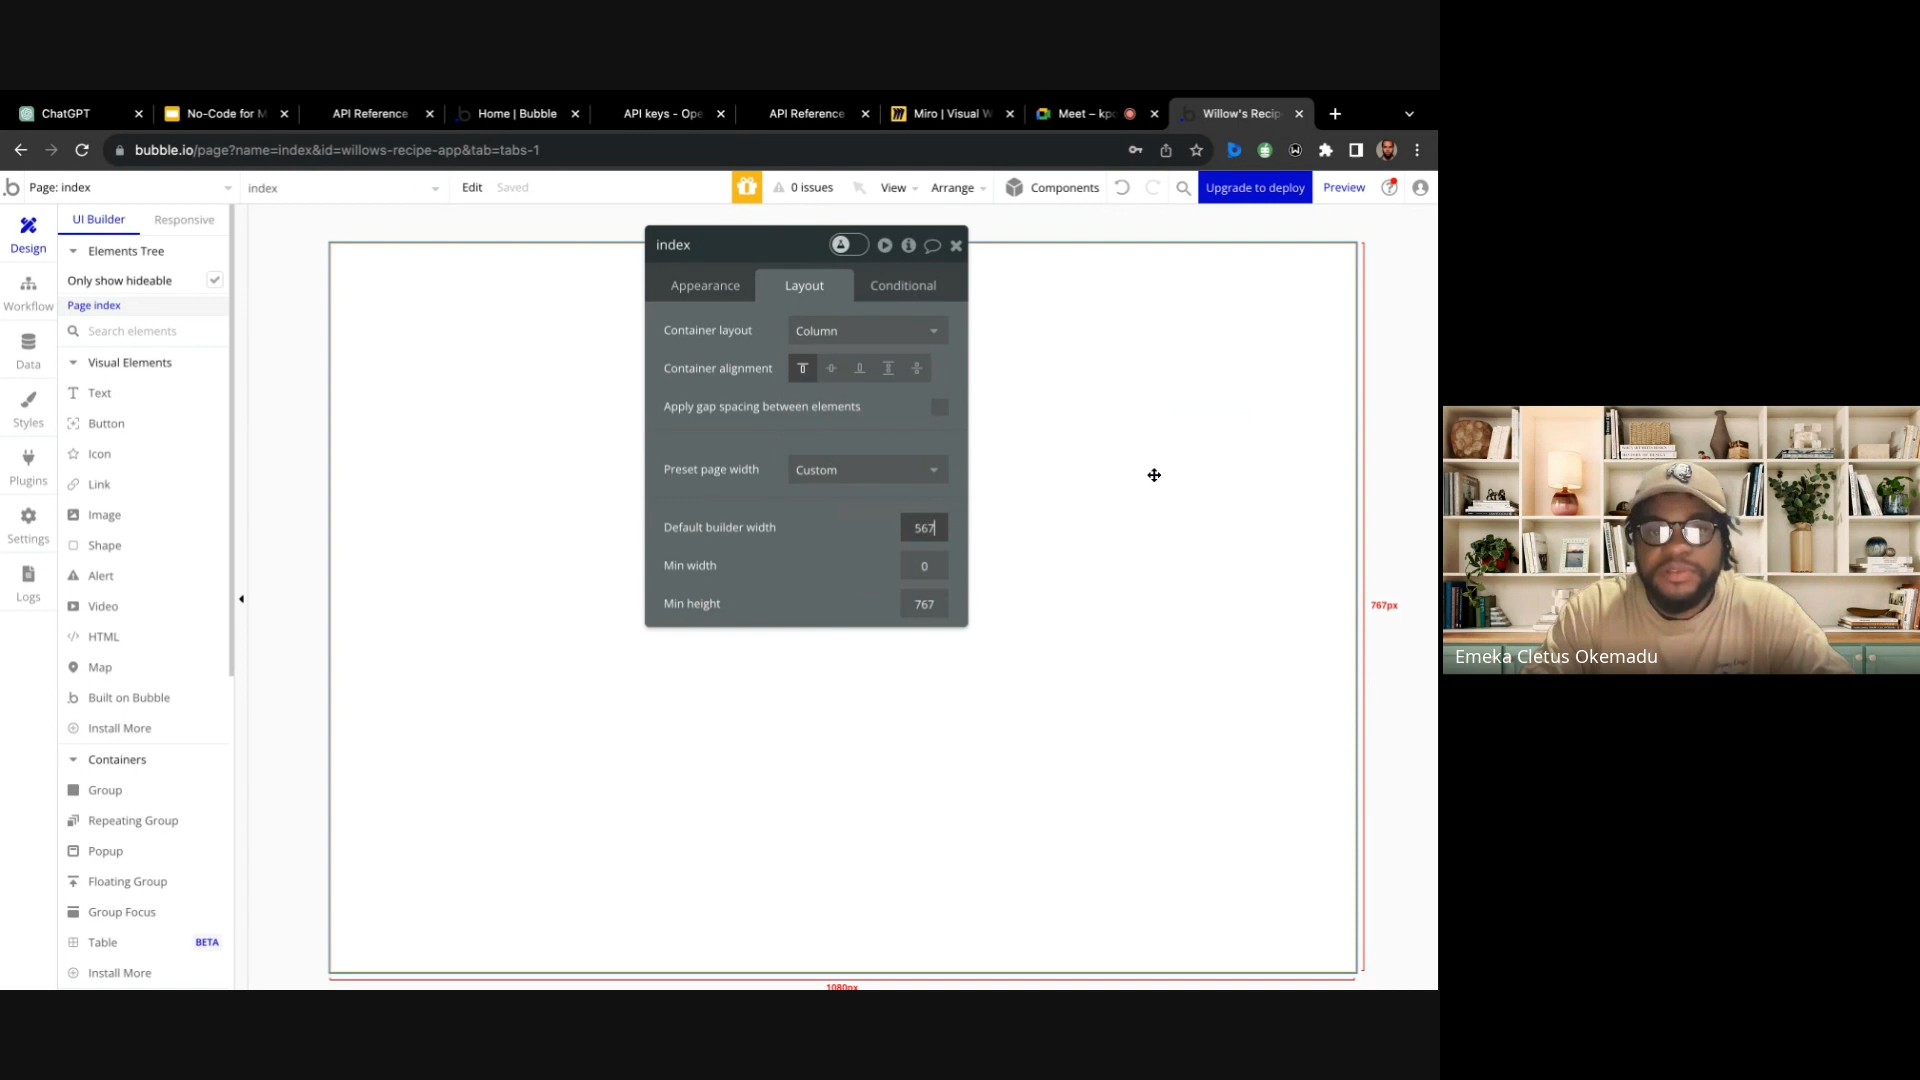 ChatGPT
No-Code for M
API Reference
Home | Bubble
API keys - Ope
API Reference
Miro | Visual W
Meet – kpc
Willow's Recip
bubble.io/page?name=index&id=willows-recipe-app&tab=tabs-1
Page: index
index
Edit
Saved
0 issues
View
Arrange
Components
Upgrade to deploy
Preview
Design
Workflow
Data
Styles
Plugins
Settings
Logs
UI Builder
Responsive
Elements Tree
Only show hideable
Page index
Search elements
Visual Elements
Text
Button
Icon
Link
Image
Shape
Alert
Video
HTML
Map
Built on Bubble
Install More
Containers
Group
Repeating Group
Popup
Floating Group
Group Focus
Table BETA
Install More
index
Appearance
Layout
Conditional
Container layout Column
Container alignment
Apply gap spacing between elements
Preset page width Custom
Default builder width 567
Min width 0
Min height 767
767px
1080px
Emeka Cletus Okemadu